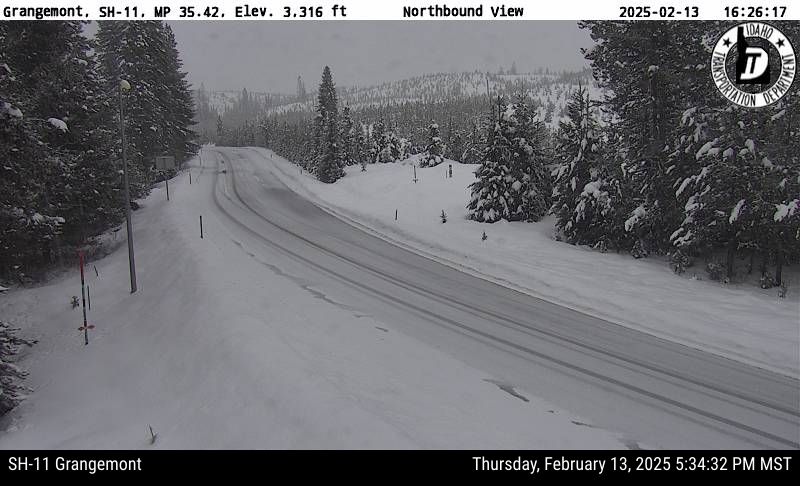 Grangemont, SH-11, MP 35.42, Elev. 3,316 ft Northbound View 2025-02-13 16:26:17
IDAHO
TRANSPORTATION DEPARTMENT
SH-11 Grangemont Thursday, February 13, 2025 5:34:32 PM MST